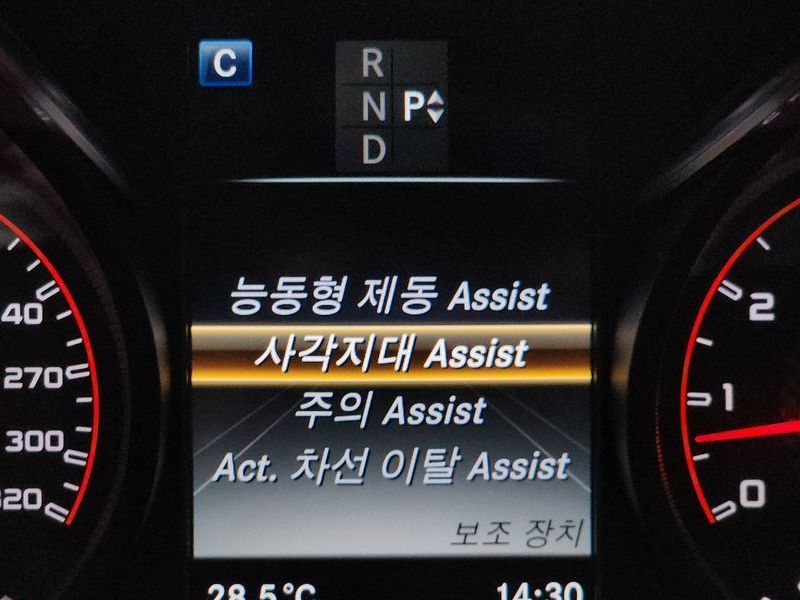 C
R
N P
D
능동형 제동 Assist
사각지대 Assist
주의 Assist
Act. 차선 이탈 Assist
보조 장치
28.5°C 14:30
40
270
300
20
2
1
0